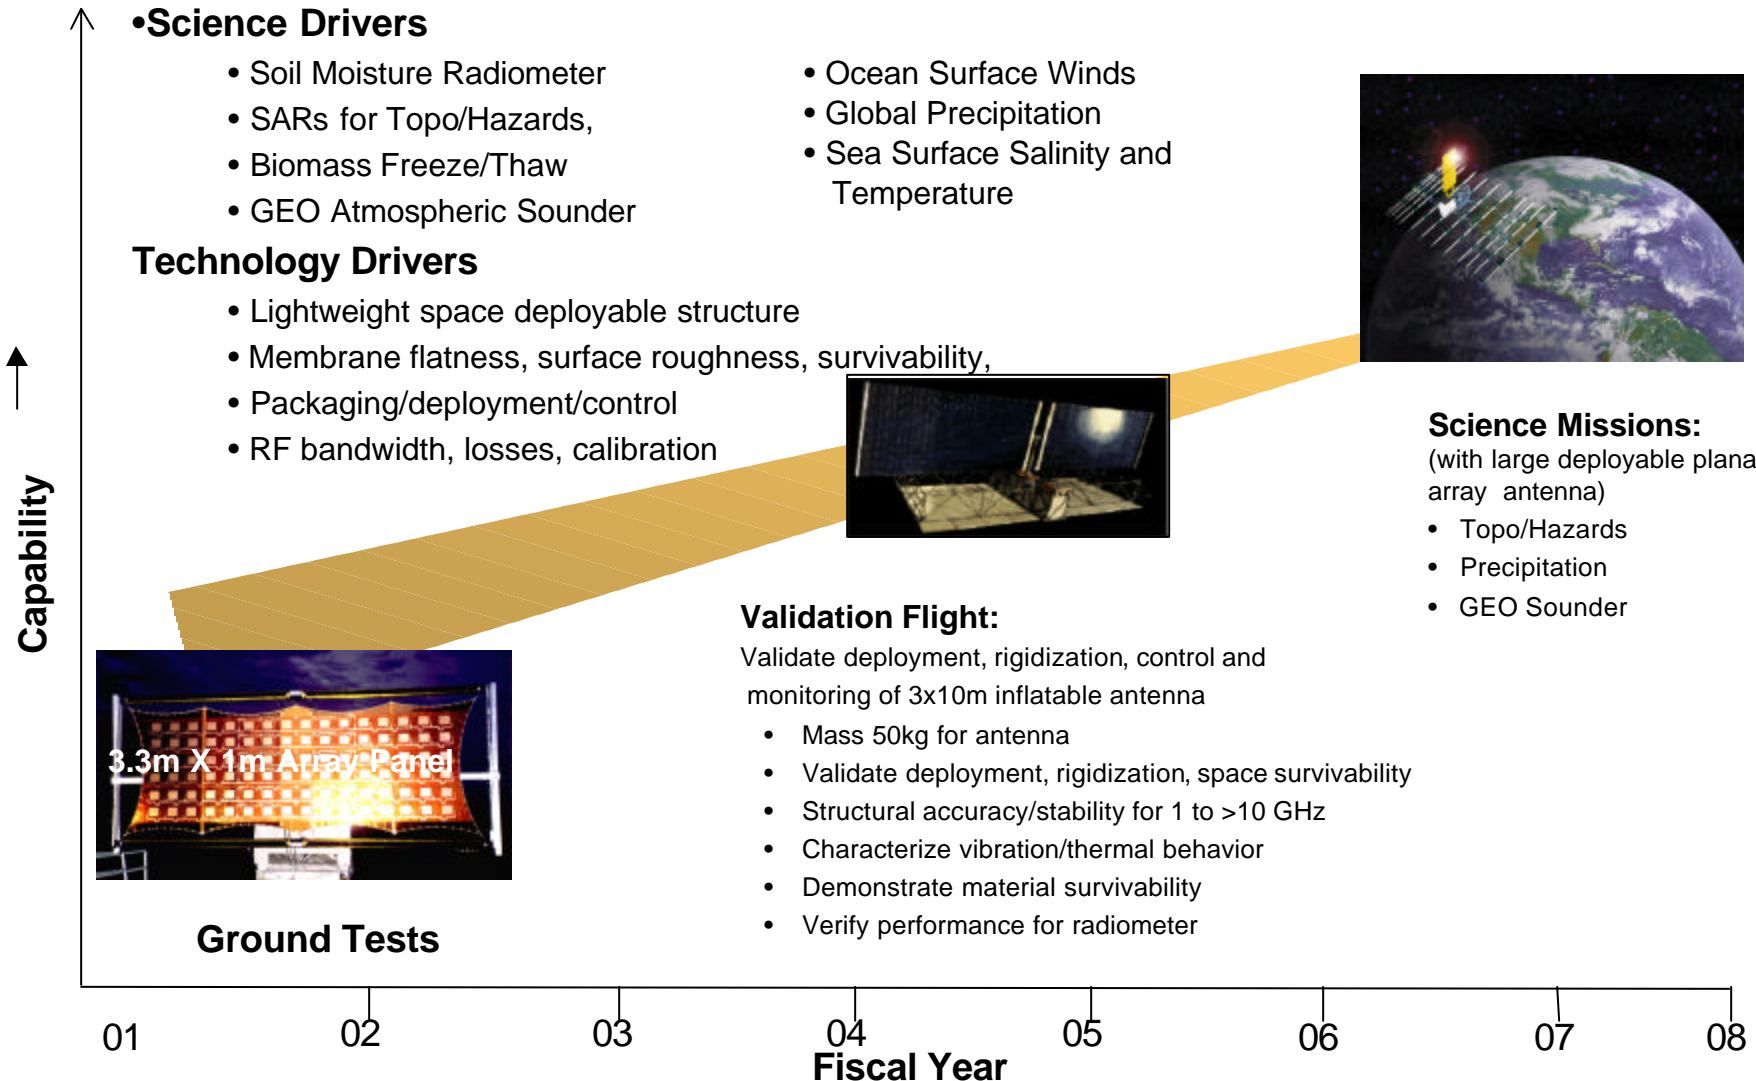 •Science Drivers
• Soil Moisture Radiometer
• SARs for Topo/Hazards,
• Biomass Freeze/Thaw
• GEO Atmospheric Sounder
• Ocean Surface Winds
• Global Precipitation
• Sea Surface Salinity and
Temperature
Technology Drivers
• Lightweight space deployable structure
• Membrane flatness, surface roughness, survivability,
• Packaging/deployment/control
• RF bandwidth, losses, calibration
Capability
3.3m X 1m Array Panel
Ground Tests
Validation Flight:
Validate deployment, rigidization, control and
monitoring of 3x10m inflatable antenna
• Mass 50kg for antenna
• Validate deployment, rigidization, space survivability
• Structural accuracy/stability for 1 to >10 GHz
• Characterize vibration/thermal behavior
• Demonstrate material survivability
• Verify performance for radiometer
Science Missions:
(with large deployable plana
array antenna)
• Topo/Hazards
• Precipitation
• GEO Sounder
01 02 03 04 05 06 07 08
Fiscal Year